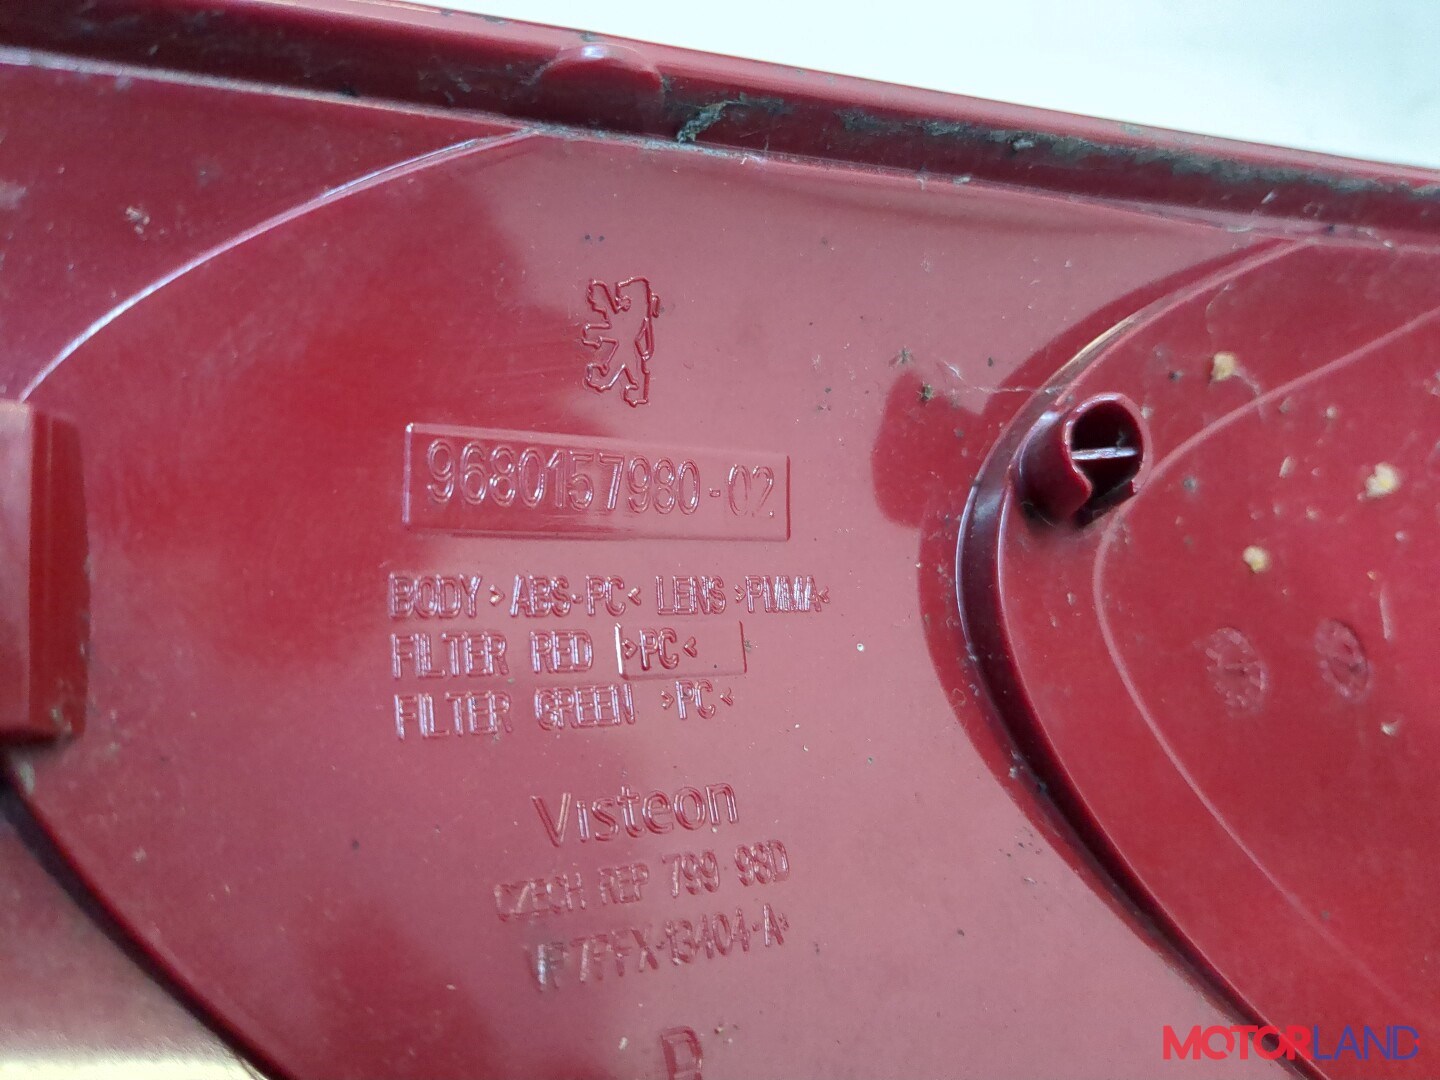 9680157980-02
BODY >ABS-PC< LENS >PMMA<
FILTER RED >PC<
FILTER GREEN >PC<
Visteon
CZECH REP 799 98D
VP7FFX-13404-A*
MOTORLAND